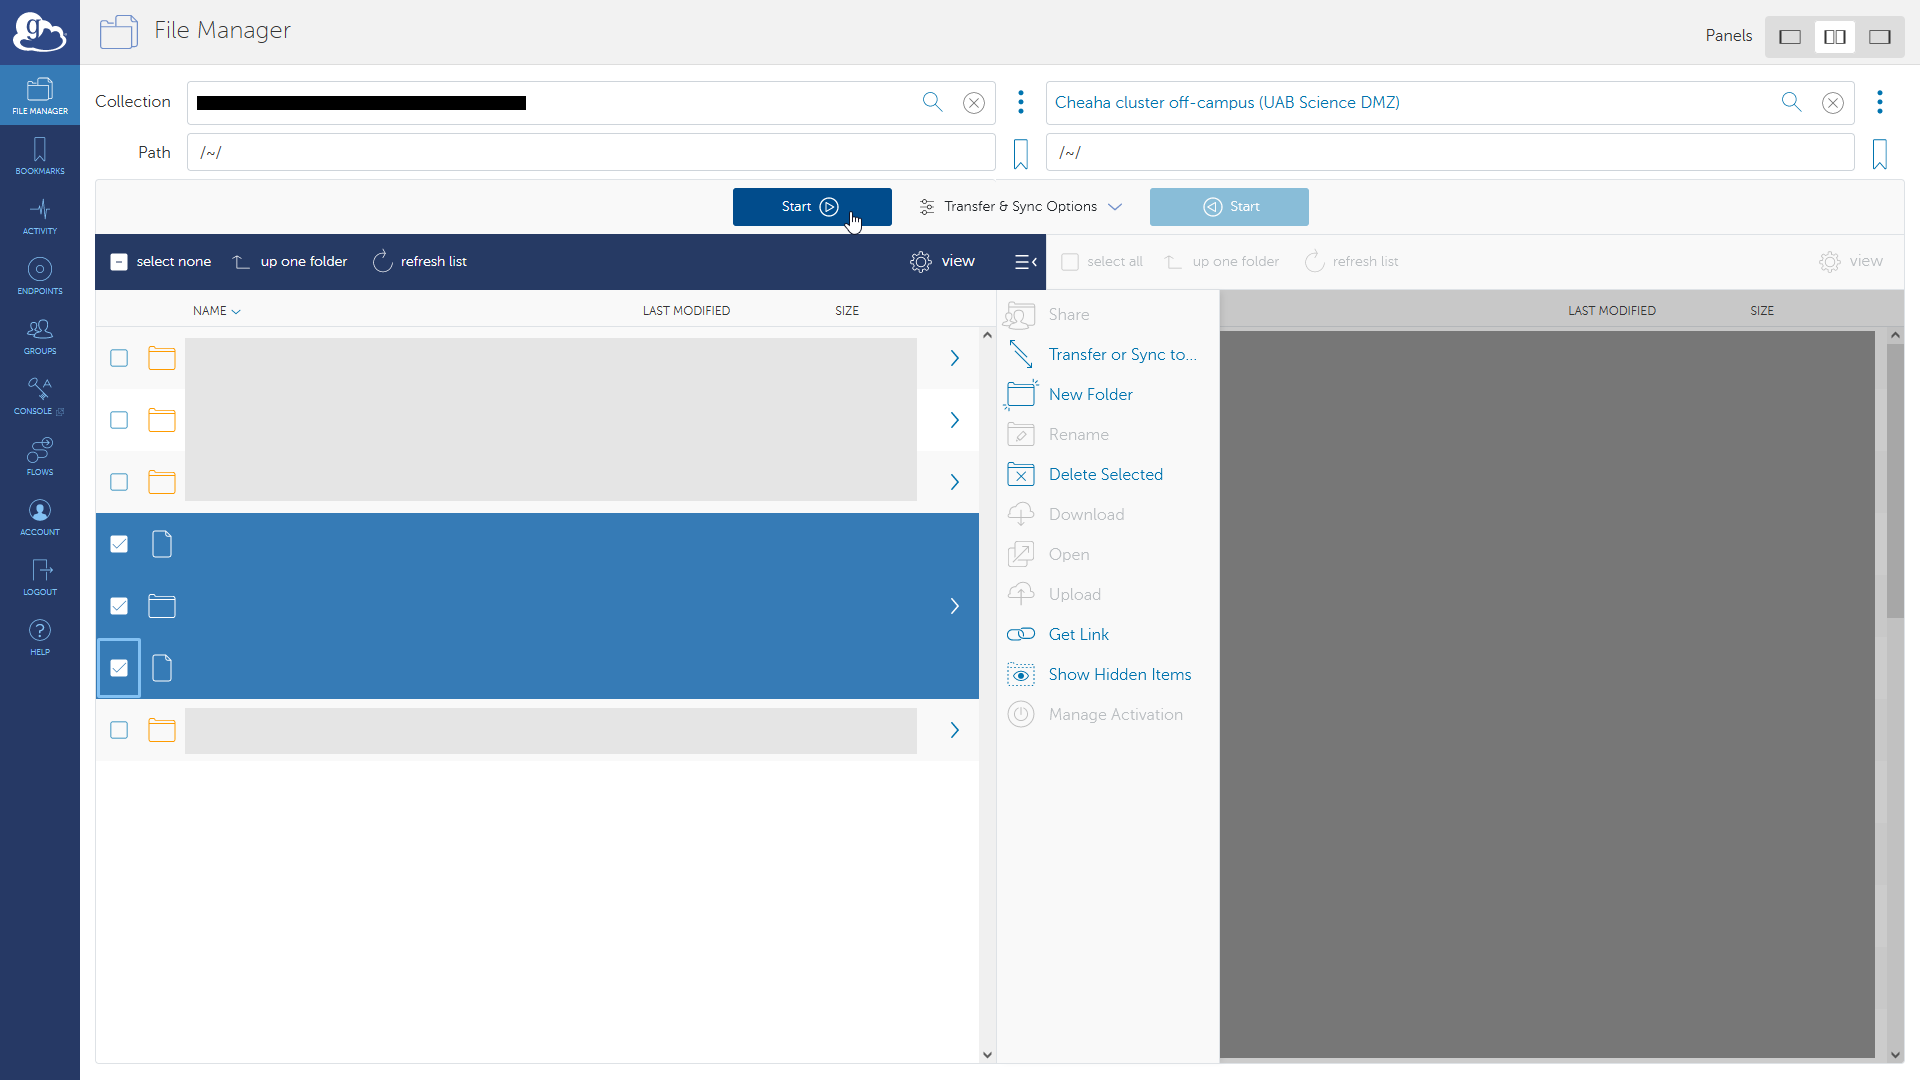 g
File Manager
Panels
FILE MANAGER
BOOKMARKS
ACTIVITY
ENDPOINTS
GROUPS
CONSOLE
FLOWS
ACCOUNT
LOGOUT
HELP
Collection
Cheaha cluster off-campus (UAB Science DMZ)
Path /~/ /~/
Start Transfer & Sync Options Start
select none up one folder refresh list view select all up one folder refresh list view
NAME LAST MODIFIED SIZE LAST MODIFIED SIZE
Share
Transfer or Sync to...
New Folder
Rename
Delete Selected
Download
Open
Upload
Get Link
Show Hidden Items
Manage Activation